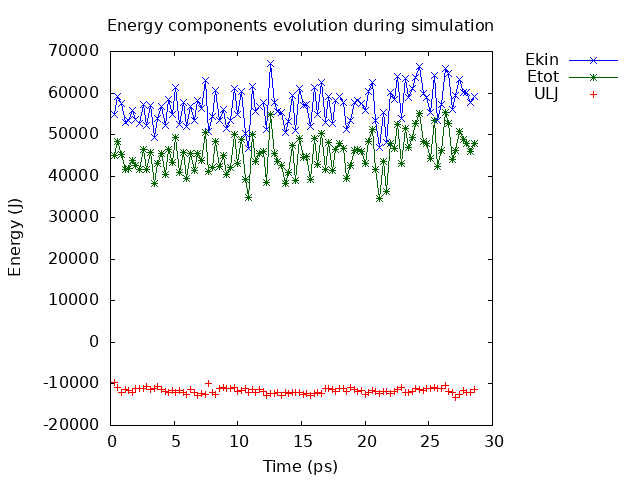 Energy components evolution during simulation
70000
60000
50000
40000
30000
20000
10000
0
-10000
-20000
0 5 10 15 20 25 30
Energy (J)
Time (ps)
Ekin
Etot
ULJ